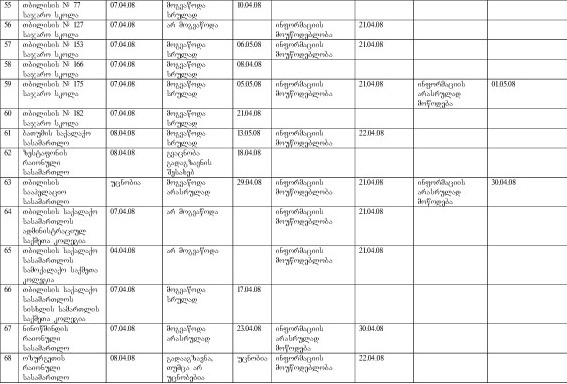 55 თბილისის № 77 07.04.08 მოგვაწოდა 10.04.08
საჯარო სკოლა სრულად
56 თბილისის № 127 07.04.08 არ მოგვაწოდა ინფორმაციის 21.04.08
საჯარო სკოლა მოუწოდებლობა
57 თბილისის № 153 07.04.08 მოგვაწოდა 06.05.08 ინფორმაციის 21.04.08
საჯარო სკოლა სრულად მოუწოდებლობა
58 თბილისის № 166 07.04.08 მოგვაწოდა 08.04.08
საჯარო სკოლა სრულად
59 თბილისის № 175 07.04.08 მოგვაწოდა 05.05.08 ინფორმაციის 21.04.08 ინფორმაციის 01.05.08
საჯარო სკოლა სრულად მოუწოდებლობა არასრულად
მოწოდება
60 თბილისის № 182 07.04.08 მოგვაწოდა 21.04.08
საჯარო სკოლა სრულად
61 ბათუმის საქალაქო 08.04.08 მოგვაწოდა 13.05.08 ინფორმაციის 22.04.08
სასამართლო სრულად მოუწოდებლობა
62 ზესტაფონის 08.04.08 გვაცნობა 18.04.08
რაიონული გადაგზავნის
სასამართლო შესახებ
63 თბილისის უცნობია მოგვაწოდა 29.04.08 ინფორმაციის 21.04.08 ინფორმაციის 30.04.08
სააპელაციო არასრულად მოუწოდებლობა არასრულად
სასამართლო მოწოდება
64 თბილისის საქალაქო 07.04.08 არ მოგვაწოდა ინფორმაციის 21.04.08
სასამართლოს მოუწოდებლობა
ადმინისტრაციულ
საქმეთა კოლეგია
65 თბილისის საქალაქო 04.04.08 არ მოგვაწოდა ინფორმაციის 21.04.08
სასამართლოს მოუწოდებლობა
სამოქალაქო საქმეთა
კოლეგია
66 თბილისის საქალაქო 07.04.08 მოგვაწოდა 17.04.08
სასამართლოს სრულად
სისხლის სამართლის
საქმეთა კოლეგია
67 ნინოწმინდის 07.04.08 მოგვაწოდა 23.04.08 ინფორმაციის 30.04.08
რაიონული არასრულად არასრულად
სასამართლო მოწოდება
68 ოზურგეთის 08.04.08 გადააგზავნა, უცნობია ინფორმაციის 22.04.08
რაიონული თუმცა არ მოუწოდებლობა
სასამართლო უცნობებია